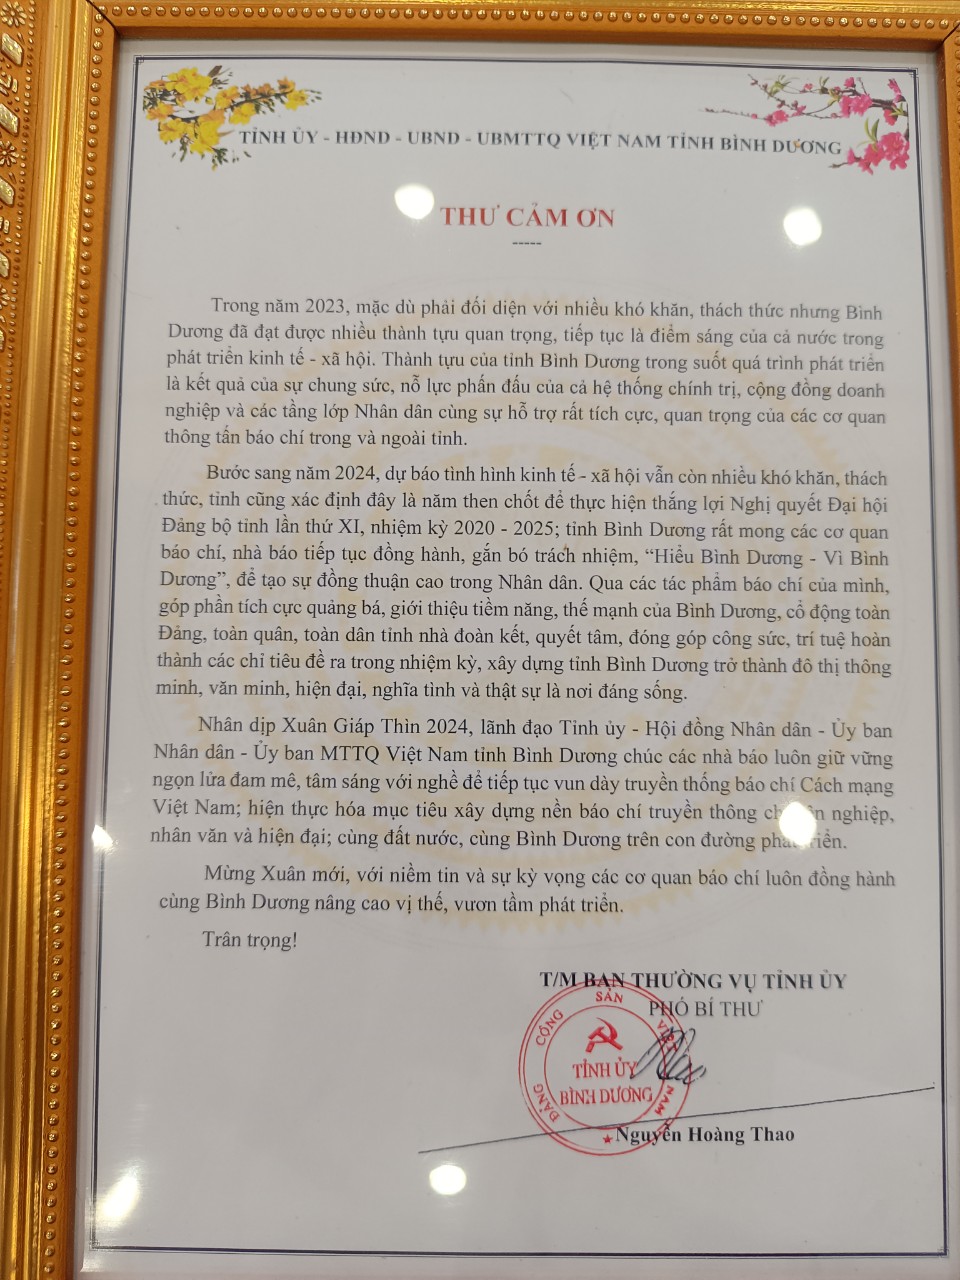 TỈNH ỦY - HĐND - UBND - UBMTTQ VIỆT NAM TỈNH BÌNH DƯƠNG
THƯ CẢM ƠN
-----
Trong năm 2023, mặc dù phải đối diện với nhiều khó khăn, thách thức nhưng Bình
Dương đã đạt được nhiều thành tựu quan trọng, tiếp tục là điểm sáng của cả nước trong
phát triển kinh tế - xã hội. Thành tựu của tỉnh Bình Dương trong suốt quá trình phát triển
là kết quả của sự chung sức, nỗ lực phấn đấu của cả hệ thống chính trị, cộng đồng doanh
nghiệp và các tầng lớp Nhân dân cùng sự hỗ trợ rất tích cực, quan trọng của các cơ quan
thông tấn báo chí trong và ngoài tỉnh.
Bước sang năm 2024, dự báo tình hình kinh tế - xã hội vẫn còn nhiều khó khăn, thách
thức, tỉnh cũng xác định đây là năm then chốt để thực hiện thắng lợi Nghị quyết Đại hội
Đảng bộ tỉnh lần thứ XI, nhiệm kỳ 2020 - 2025; tỉnh Bình Dương rất mong các cơ quan
báo chí, nhà báo tiếp tục đồng hành, gắn bó trách nhiệm, “Hiểu Bình Dương - Vì Bình
Dương”, để tạo sự đồng thuận cao trong Nhân dân. Qua các tác phẩm báo chí của mình,
góp phần tích cực quảng bá, giới thiệu tiềm năng, thế mạnh của Bình Dương, cổ động toàn
Đảng, toàn quân, toàn dân tỉnh nhà đoàn kết, quyết tâm, đóng góp công sức, trí tuệ hoàn
thành các chỉ tiêu đề ra trong nhiệm kỳ, xây dựng tỉnh Bình Dương trở thành đô thị thông
minh, văn minh, hiện đại, nghĩa tình và thật sự là nơi đáng sống.
Nhân dịp Xuân Giáp Thìn 2024, lãnh đạo Tỉnh ủy - Hội đồng Nhân dân - Ủy ban
Nhân dân - Ủy ban MTTQ Việt Nam tỉnh Bình Dương chúc các nhà báo luôn giữ vững
ngọn lửa đam mê, tâm sáng với nghề để tiếp tục vun dày truyền thống báo chí Cách mạng
Việt Nam; hiện thực hóa mục tiêu xây dựng nền báo chí truyền thông nghiệp,
nhân văn và hiện đại; cùng đất nước, cùng Bình Dương trên con đường phát triển.
Mừng Xuân mới, với niềm tin và sự kỳ vọng các cơ quan báo chí luôn đồng hành
cùng Bình Dương nâng cao vị thế, vươn tầm phát triển.
Trân trọng!
T/M BAN THƯỜNG VỤ TỈNH ỦY
PHÓ BÍ THƯ
ĐẢNG CỘNG SẢN VIỆT NAM
TỈNH ỦY
BÌNH DƯƠNG
Nguyễn Hoàng Thao